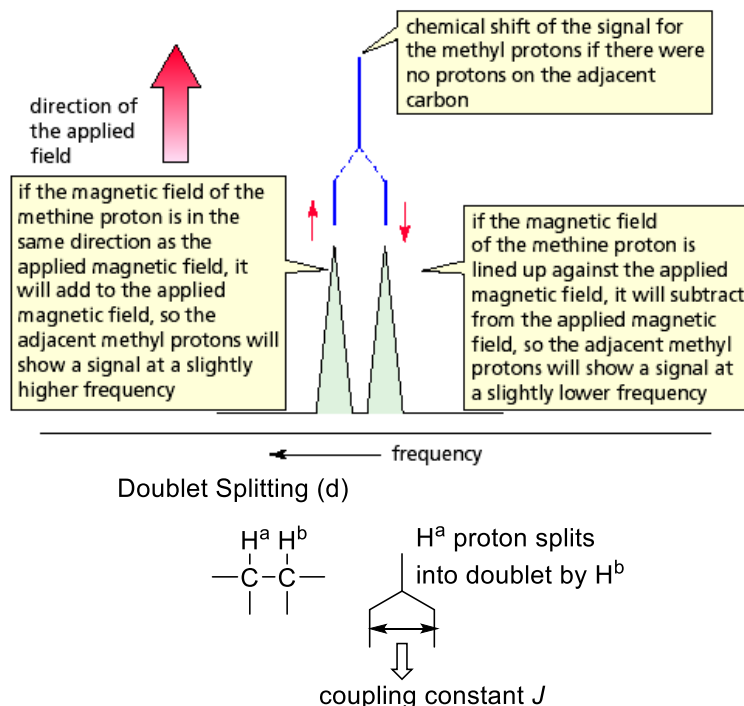 chemical shift of the signal for
the methyl protons if there were
no protons on the adjacent
carbon
direction of
the applied
field
if the magnetic field of the
methine proton is in the
same direction as the
applied magnetic field, it
will add to the applied
magnetic field, so the
adjacent methyl protons will
show a signal at a slightly
higher frequency
if the magnetic field
of the methine proton is
lined up against the applied
magnetic field, it will subtract
from the applied magnetic
field, so the adjacent methyl
protons will show a signal at
a slightly lower frequency
frequency
Doublet Splitting (d)
Hᵃ Hᵇ
C C
Hᵃ proton splits
into doublet by Hᵇ
coupling constant J